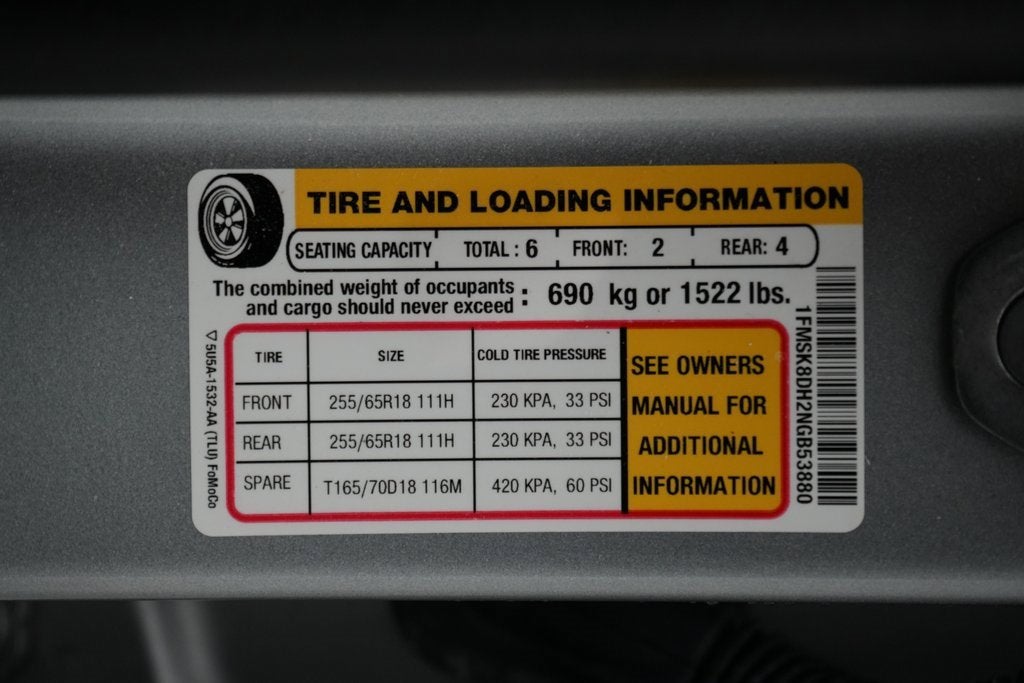 TIRE AND LOADING INFORMATION
SEATING CAPACITY TOTAL : 6 FRONT: 2 REAR: 4
The combined weight of occupants
and cargo should never exceed : 690 kg or 1522 lbs.
TIRE SIZE COLD TIRE PRESSURE
FRONT 255/65R18 111H 230 KPA, 33 PSI
REAR 255/65R18 111H 230 KPA, 33 PSI
SPARE T165/70D18 116M 420 KPA, 60 PSI
SEE OWNERS
MANUAL FOR
ADDITIONAL
INFORMATION
1FMSK8DH2NGB53880
5U5A-1532-AA (TLU) FoMoCo